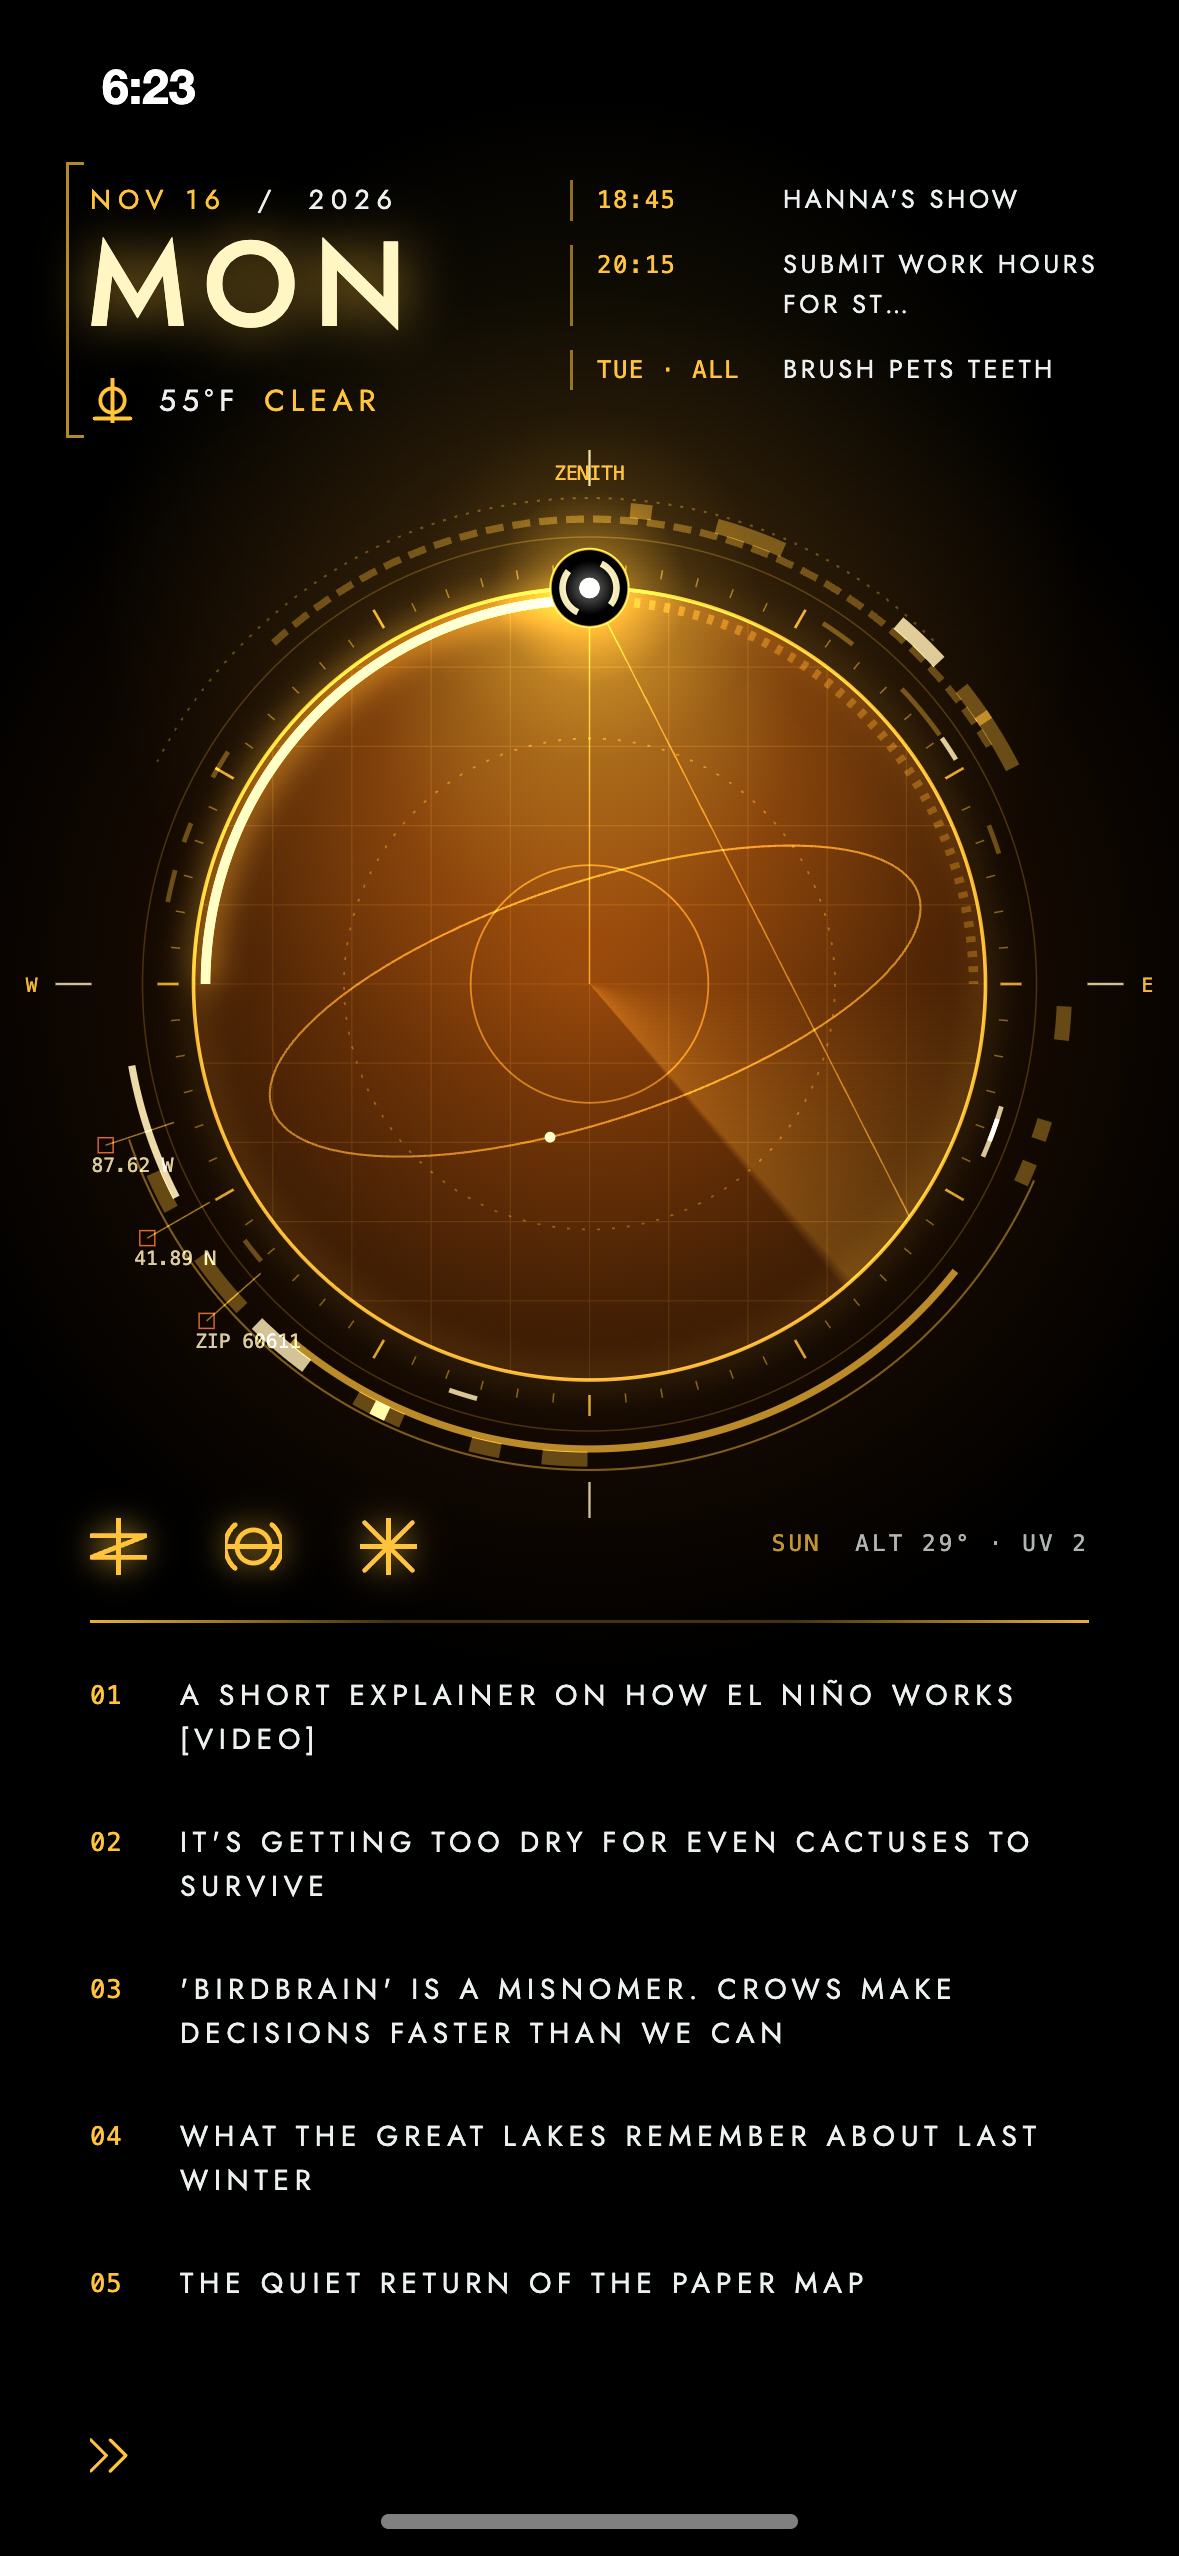 6:23
NOV 16 / 2026
MON
55°F CLEAR
18:45 HANNA'S SHOW
20:15 SUBMIT WORK HOURS
FOR ST...
TUE · ALL BRUSH PETS TEETH
ZENITH
W
E
87.62 W
41.89 N
ZIP 60611
SUN ALT 29° · UV 2
01 A SHORT EXPLAINER ON HOW EL NIÑO WORKS
[VIDEO]
02 IT'S GETTING TOO DRY FOR EVEN CACTUSES TO
SURVIVE
03 'BIRDBRAIN' IS A MISNOMER. CROWS MAKE
DECISIONS FASTER THAN WE CAN
04 WHAT THE GREAT LAKES REMEMBER ABOUT LAST
WINTER
05 THE QUIET RETURN OF THE PAPER MAP